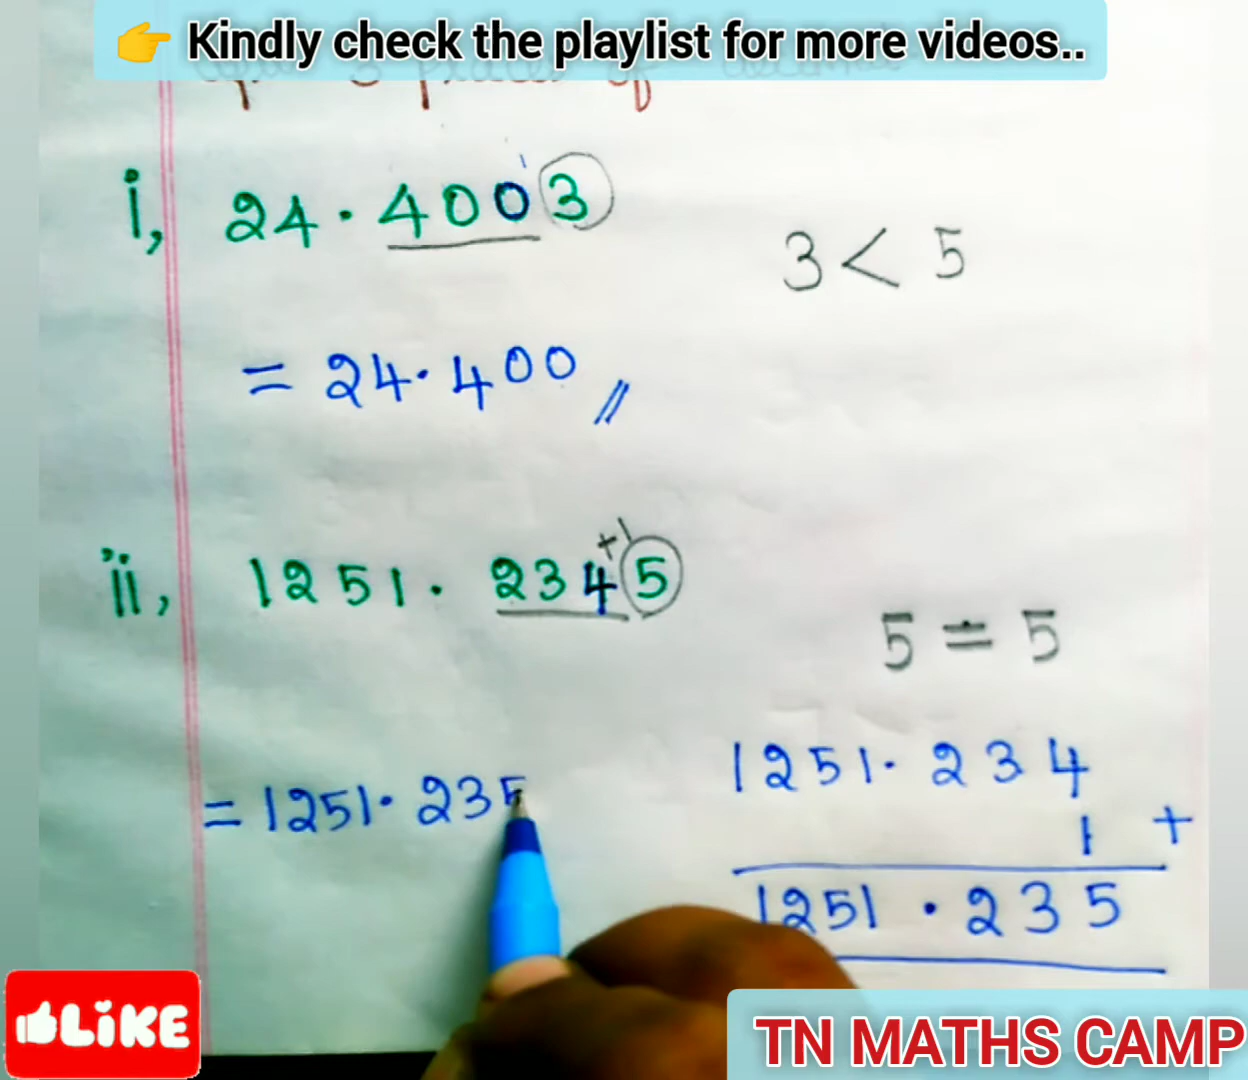 👉 Kindly check the playlist for more videos..
i, 24.4003
3 < 5
= 24.400 //
+1
ii, 1251.2345
5 = 5
1251.234
1 +
= 1251.235
1251.235
LiKE
TN MATHS CAMP